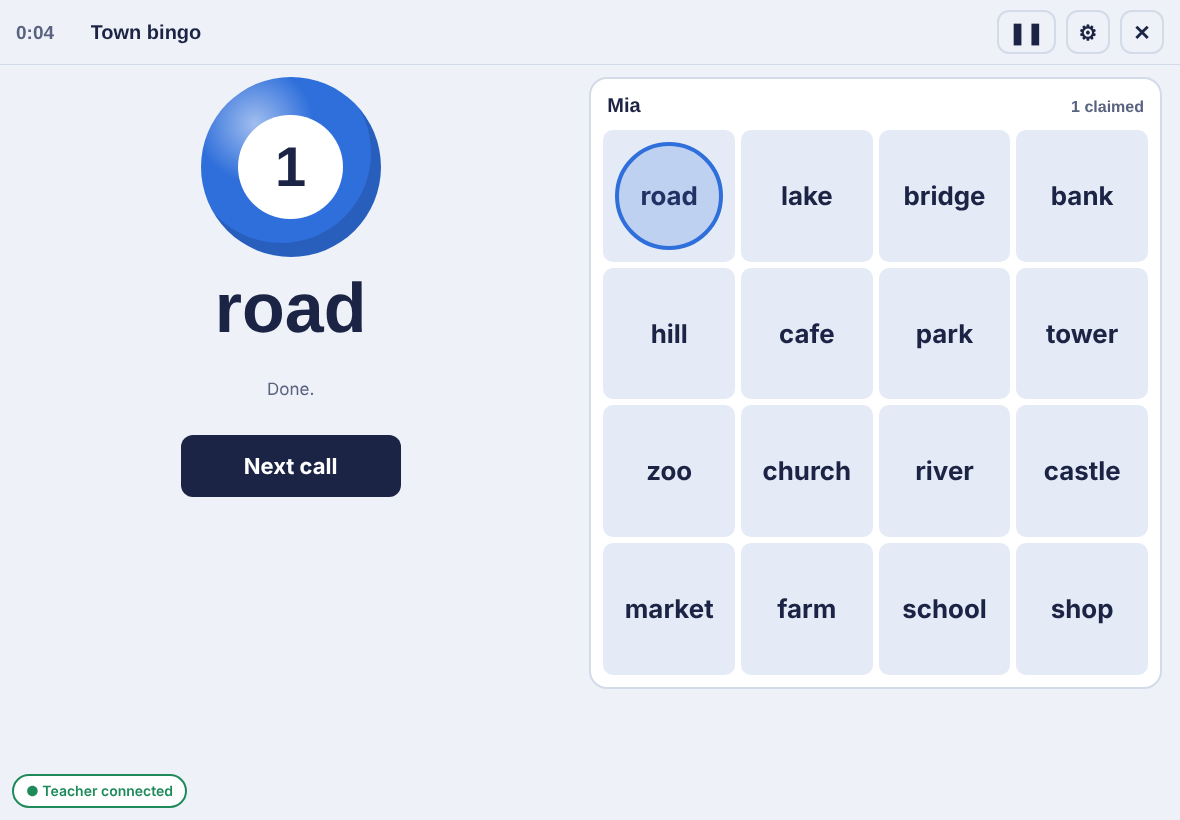 0:04 Town bingo
1
road
Done.
Next call
Mia 1 claimed
road lake bridge bank
hill cafe park tower
zoo church river castle
market farm school shop
Teacher connected